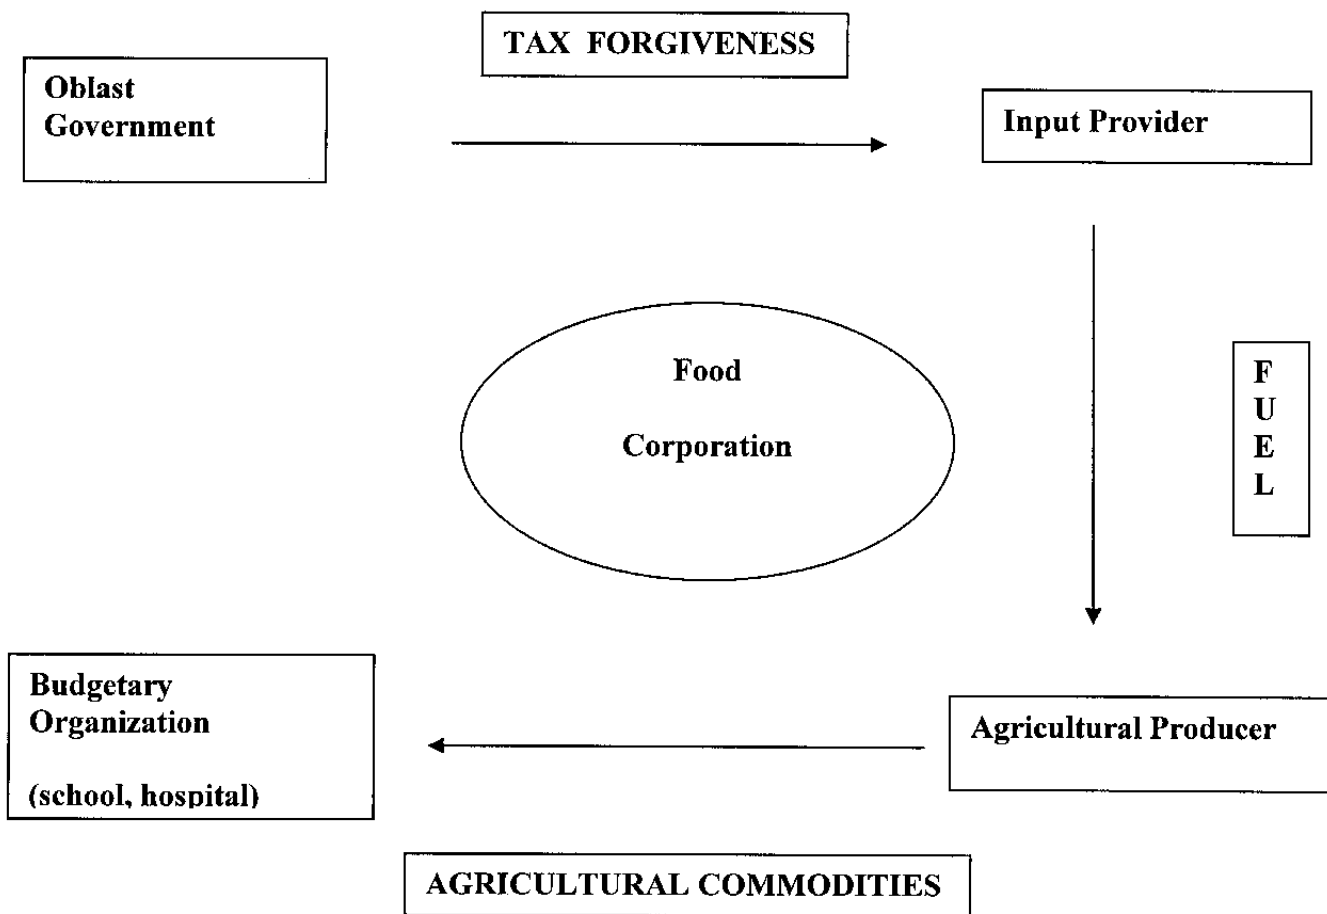 TAX FORGIVENESS
Oblast
Government
Input Provider
Food
Corporation
F
U
E
L
Budgetary
Organization
(school, hospital)
Agricultural Producer
AGRICULTURAL COMMODITIES